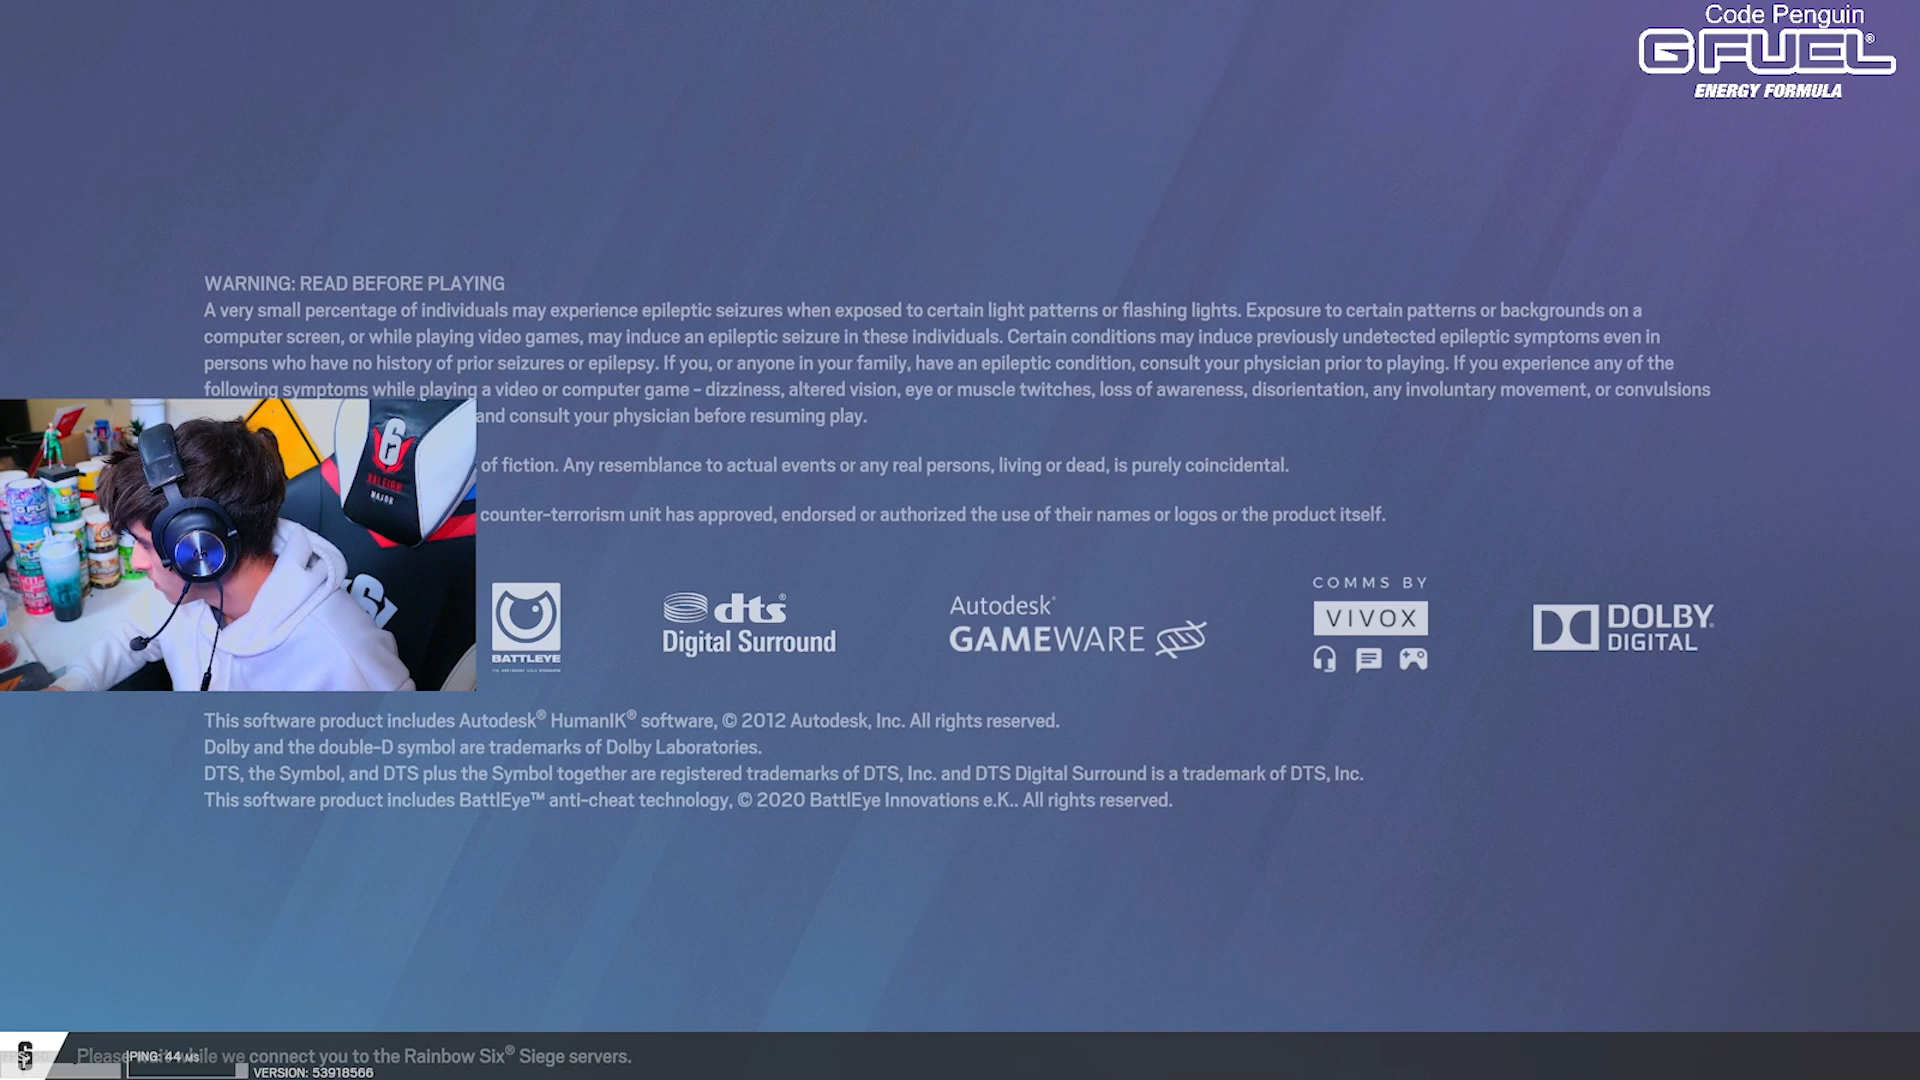 Code Penguin
G FUEL®
ENERGY FORMULA
WARNING: READ BEFORE PLAYING
A very small percentage of individuals may experience epileptic seizures when exposed to certain light patterns or flashing lights. Exposure to certain patterns or backgrounds on a
computer screen, or while playing video games, may induce an epileptic seizure in these individuals. Certain conditions may induce previously undetected epileptic symptoms even in
persons who have no history of prior seizures or epilepsy. If you, or anyone in your family, have an epileptic condition, consult your physician prior to playing. If you experience any of the
following symptoms while playing a video or computer game - dizziness, altered vision, eye or muscle twitches, loss of awareness, disorientation, any involuntary movement, or convulsions
and consult your physician before resuming play.
of fiction. Any resemblance to actual events or any real persons, living or dead, is purely coincidental.
counter-terrorism unit has approved, endorsed or authorized the use of their names or logos or the product itself.
6
RALEIGH
MAJOR
G FUEL
BATTLEYE
dts®
Digital Surround
Autodesk®
GAMEWARE
COMMS BY
VIVOX
DOLBY®
DIGITAL
This software product includes Autodesk® HumanIK® software, © 2012 Autodesk, Inc. All rights reserved.
Dolby and the double-D symbol are trademarks of Dolby Laboratories.
DTS, the Symbol, and DTS plus the Symbol together are registered trademarks of DTS, Inc. and DTS Digital Surround is a trademark of DTS, Inc.
This software product includes BattlEye™ anti-cheat technology, © 2020 BattlEye Innovations e.K.. All rights reserved.
6
Please wait while we connect you to the Rainbow Six® Siege servers.
PING: 44 MS
VERSION: 53918566